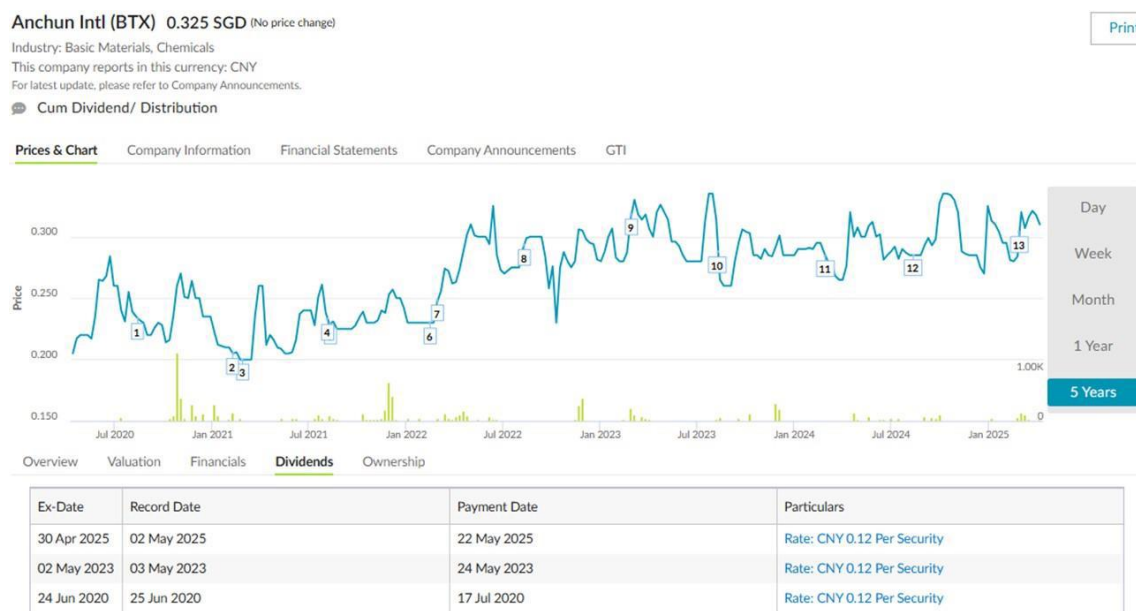 Anchun Intl (BTX) 0.325 SGD (No price change)
Print
Industry: Basic Materials, Chemicals
This company reports in this currency: CNY
For latest update, please refer to Company Announcements.
Cum Dividend/ Distribution
Prices & Chart Company Information Financial Statements Company Announcements GTI
Price
0.300
0.250
0.200
0.150
1 2 3 4 6 7 8 9 10 11 12 13
1.00K
0
Jul 2020 Jan 2021 Jul 2021 Jan 2022 Jul 2022 Jan 2023 Jul 2023 Jan 2024 Jul 2024 Jan 2025
Day
Week
Month
1 Year
5 Years
Overview Valuation Financials Dividends Ownership
Ex-Date Record Date Payment Date Particulars
30 Apr 2025 02 May 2025 22 May 2025 Rate: CNY 0.12 Per Security
02 May 2023 03 May 2023 24 May 2023 Rate: CNY 0.12 Per Security
24 Jun 2020 25 Jun 2020 17 Jul 2020 Rate: CNY 0.12 Per Security